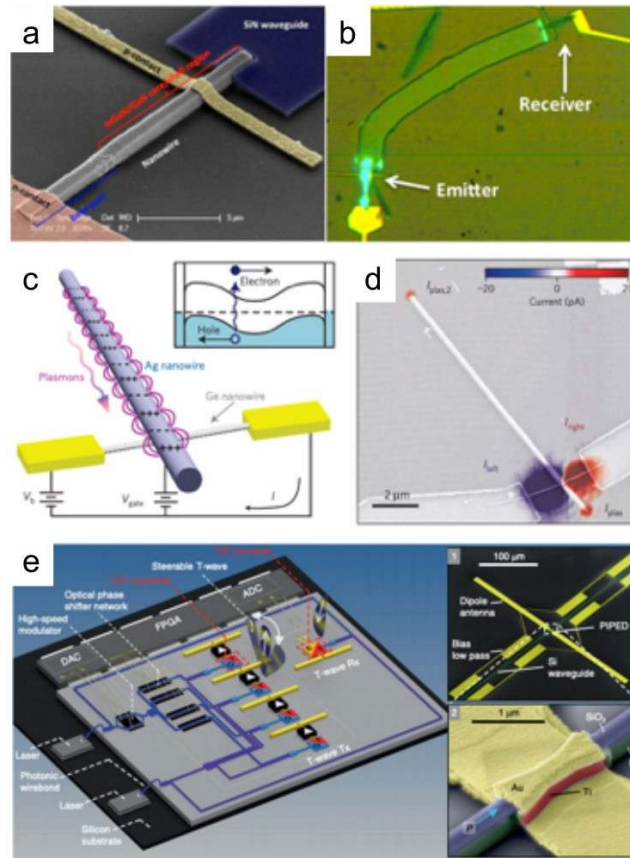 a
SiN waveguide
p-contact
Nanowire
n-contact
5 μm
b
Receiver
Emitter
c
Electron
Hole
Plasmons
Ag nanowire
Ge nanowire
V_b
V_gate
I
d
I_plas,2
−20
Current (pA)
I_right
I_left
I_plas
2 μm
e
Steerable T-wave
Optical phase
shifter network
High-speed
modulator
DAC
FPGA
ADC
T-wave Rx
T-wave Tx
Laser
Photonic
wirebond
Laser
Silicon
substrate
1
100 μm
Dipole
antenna
PIPED
Bias
low pass
Si
waveguide
2
1 μm
SiO₂
Au
Ti
P